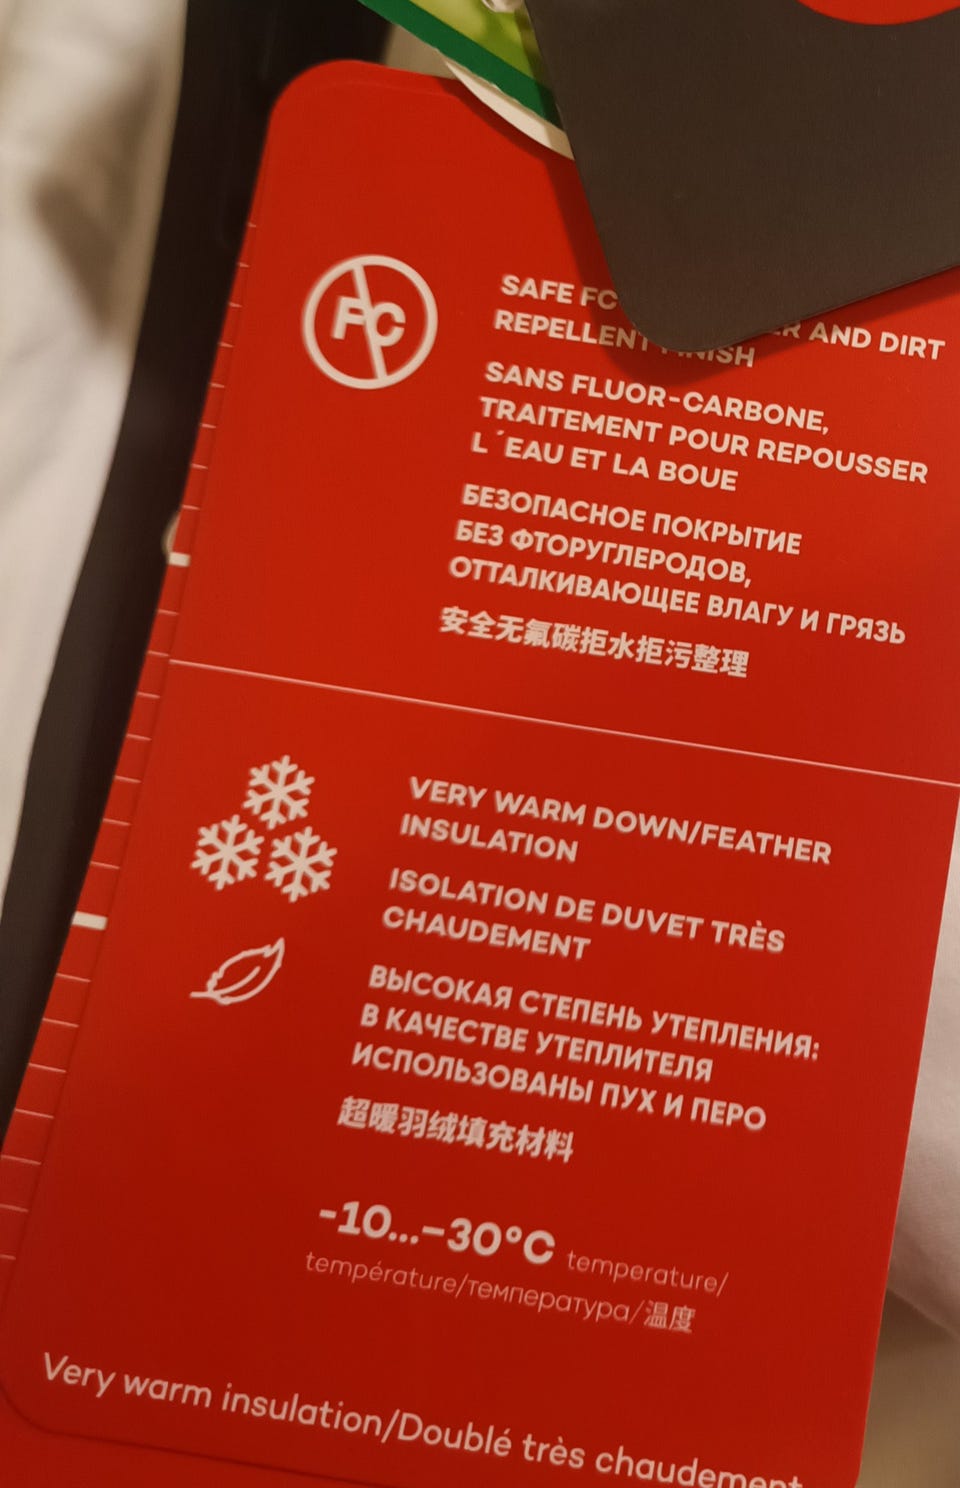 FC
SAFE FC R AND DIRT
REPELLENT FINISH
SANS FLUOR-CARBONE,
TRAITEMENT POUR REPOUSSER
L´EAU ET LA BOUE
БЕЗОПАСНОЕ ПОКРЫТИЕ
БЕЗ ФТОРУГЛЕРОДОВ,
ОТТАЛКИВАЮЩЕЕ ВЛАГУ И ГРЯЗЬ
安全无氟碳拒水拒污整理
VERY WARM DOWN/FEATHER
INSULATION
ISOLATION DE DUVET TRÈS
CHAUDEMENT
ВЫСОКАЯ СТЕПЕНЬ УТЕПЛЕНИЯ:
В КАЧЕСТВЕ УТЕПЛИТЕЛЯ
ИСПОЛЬЗОВАНЫ ПУХ И ПЕРО
超暖羽绒填充材料
-10...-30°C temperature/
température/температура/温度
Very warm insulation/Doublé très chaudement